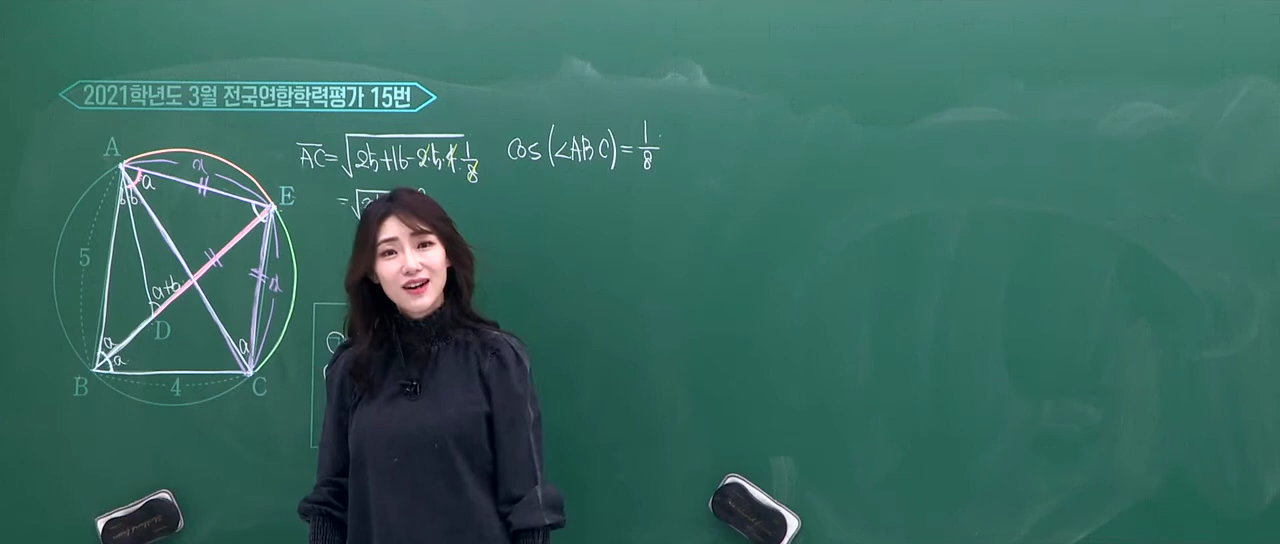 2021학년도 3월 전국연합학력평가 15번
AC=√25+16-2·5·4·1/8
cos(∠ABC)=1/8
=√
A
x
E
a
b
b
5
a+b
x
D
a
a
a
B
4
C